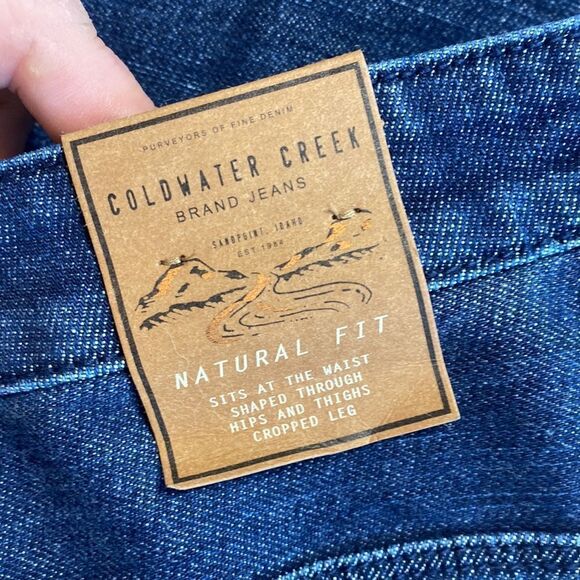 PURVEYORS OF FINE DENIM
COLDWATER CREEK
BRAND JEANS
SANDPOINT, IDAHO
EST 1984
NATURAL FIT
SITS AT THE WAIST
SHAPED THROUGH
HIPS AND THIGHS
CROPPED LEG